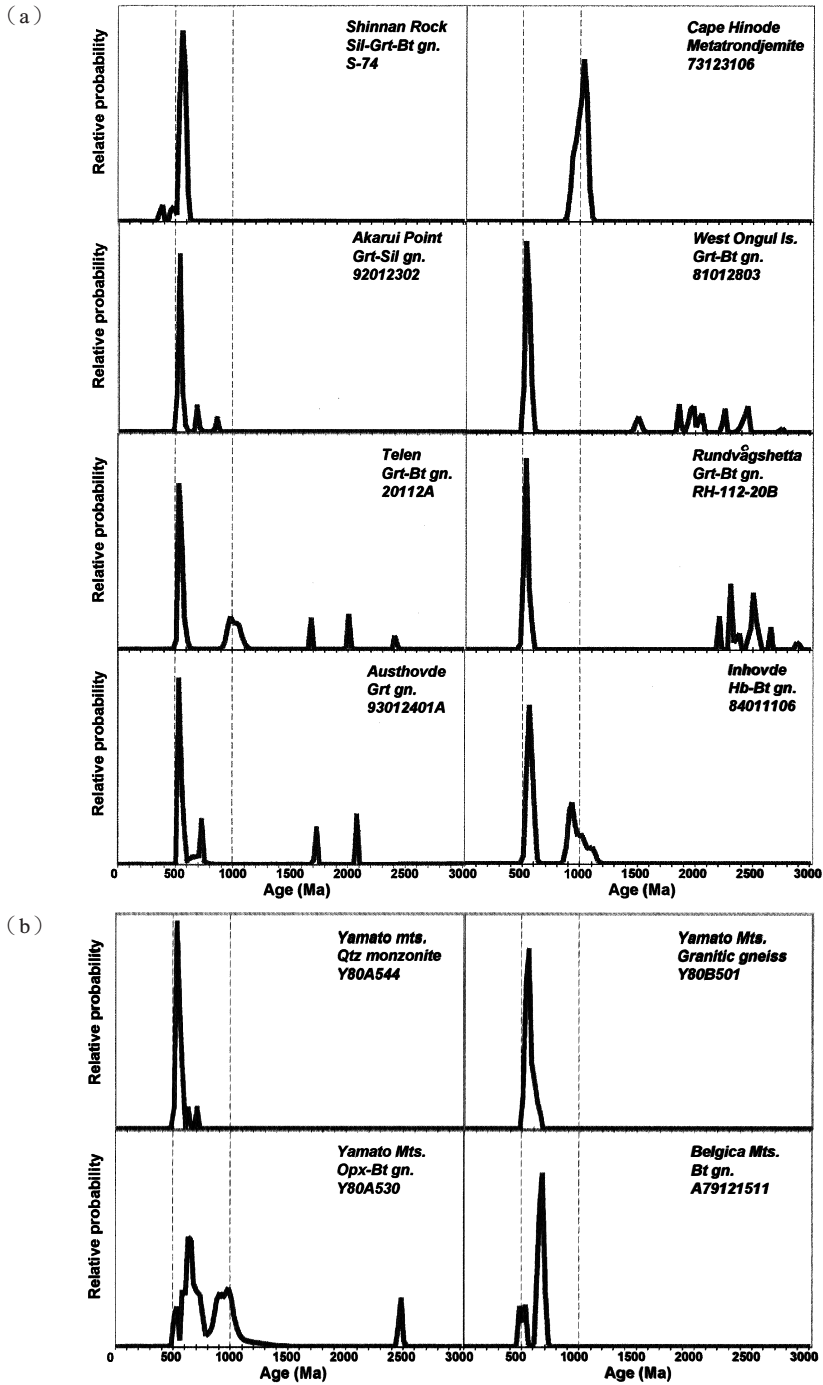 (a)
Relative probability
Shinnan Rock
Sil-Grt-Bt gn.
S-74
Cape Hinode
Metatrondjemite
73123106
Relative probability
Akarui Point
Grt-Sil gn.
92012302
West Ongul Is.
Grt-Bt gn.
81012803
Relative probability
Telen
Grt-Bt gn.
20112A
Rundvågshetta
Grt-Bt gn.
RH-112-20B
Relative probability
Austhovde
Grt gn.
93012401A
Inhovde
Hb-Bt gn.
84011106
0 500 1000 1500 2000 2500 3000 500 1000 1500 2000 2500 3000
Age (Ma) Age (Ma)
(b)
Relative probability
Yamato mts.
Qtz monzonite
Y80A544
Yamato Mts.
Granitic gneiss
Y80B501
Relative probability
Yamato Mts.
Opx-Bt gn.
Y80A530
Belgica Mts.
Bt gn.
A79121511
0 500 1000 1500 2000 2500 3000 500 1000 1500 2000 2500 3000
Age (Ma) Age (Ma)